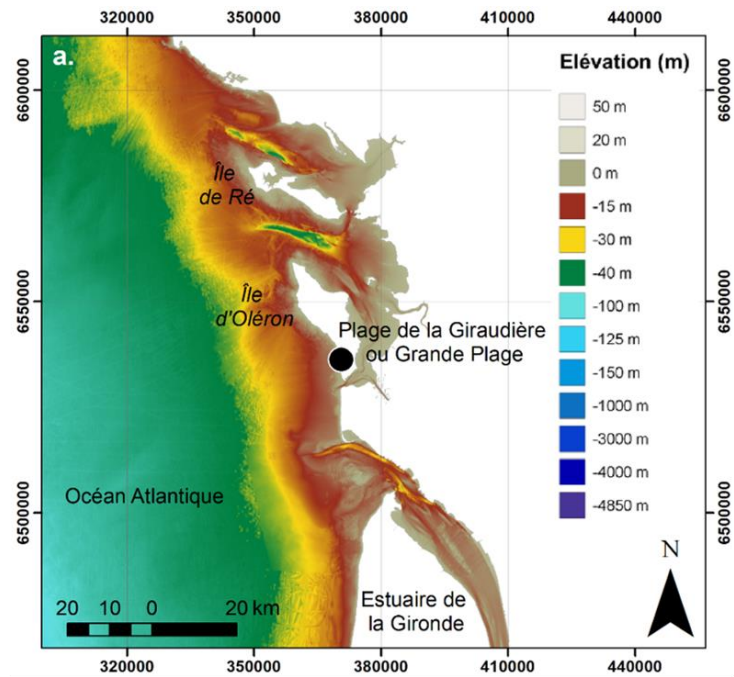 320000 350000 380000 410000 440000
a.
Elévation (m)
6600000
6600000
50 m
20 m
0 m
-15 m
-30 m
-40 m
-100 m
-125 m
-150 m
-1000 m
-3000 m
-4000 m
-4850 m
Île
de Ré
6550000
6550000
Île
d'Oléron
Plage de la Giraudière
ou Grande Plage
Océan Atlantique
6500000
6500000
N
20 10 0 20 km
Estuaire de
la Gironde
320000 350000 380000 410000 440000